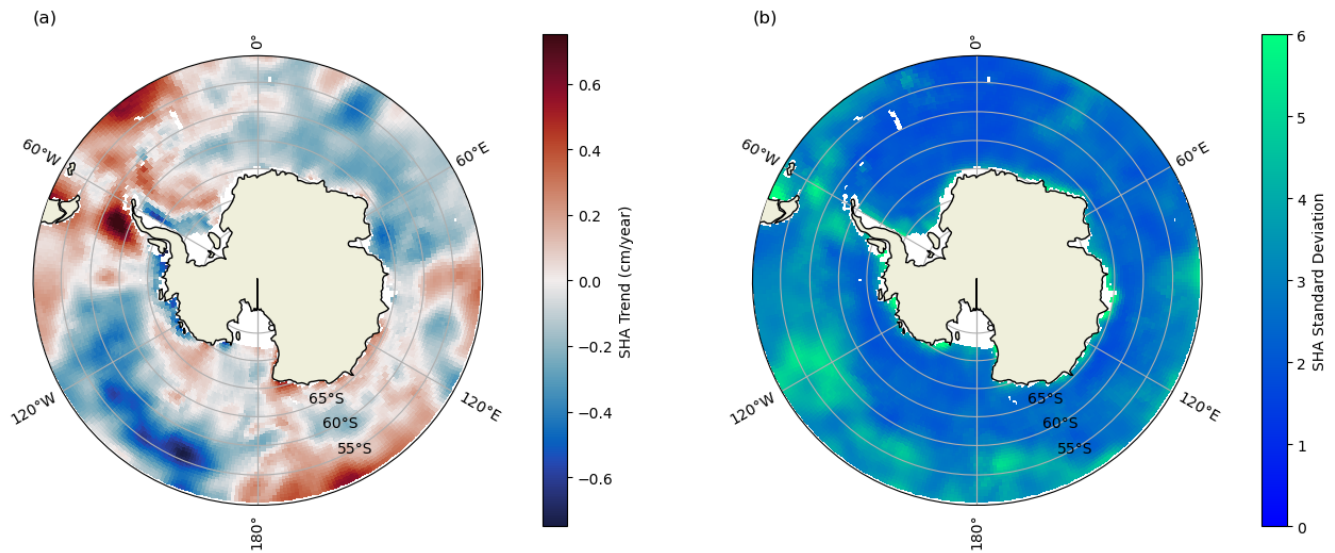 (a)
0°
60°E
120°E
180°
120°W
60°W
65°S
60°S
55°S
0.6
0.4
0.2
0.0
−0.2
−0.4
−0.6
SHA Trend (cm/year)
(b)
0°
60°E
120°E
180°
120°W
60°W
65°S
60°S
55°S
6
5
4
3
2
1
0
SHA Standard Deviation